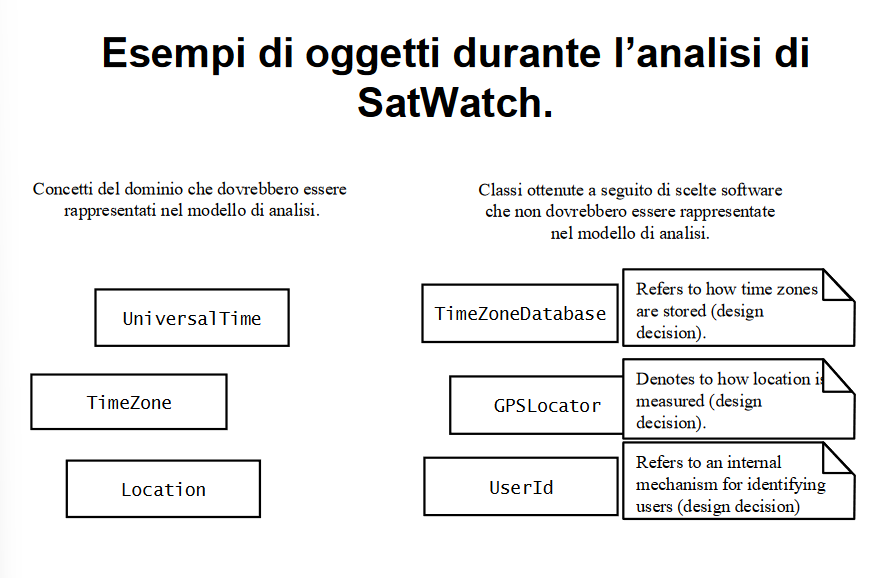 Esempi di oggetti durante l’analisi di
SatWatch.
Concetti del dominio che dovrebbero essere
rappresentati nel modello di analisi.
UniversalTime
TimeZone
Location
Classi ottenute a seguito di scelte software
che non dovrebbero essere rappresentate
nel modello di analisi.
TimeZoneDatabase
Refers to how time zones
are stored (design
decision).
GPSLocator
Denotes to how location is
measured (design
decision).
UserId
Refers to an internal
mechanism for identifying
users (design decision)